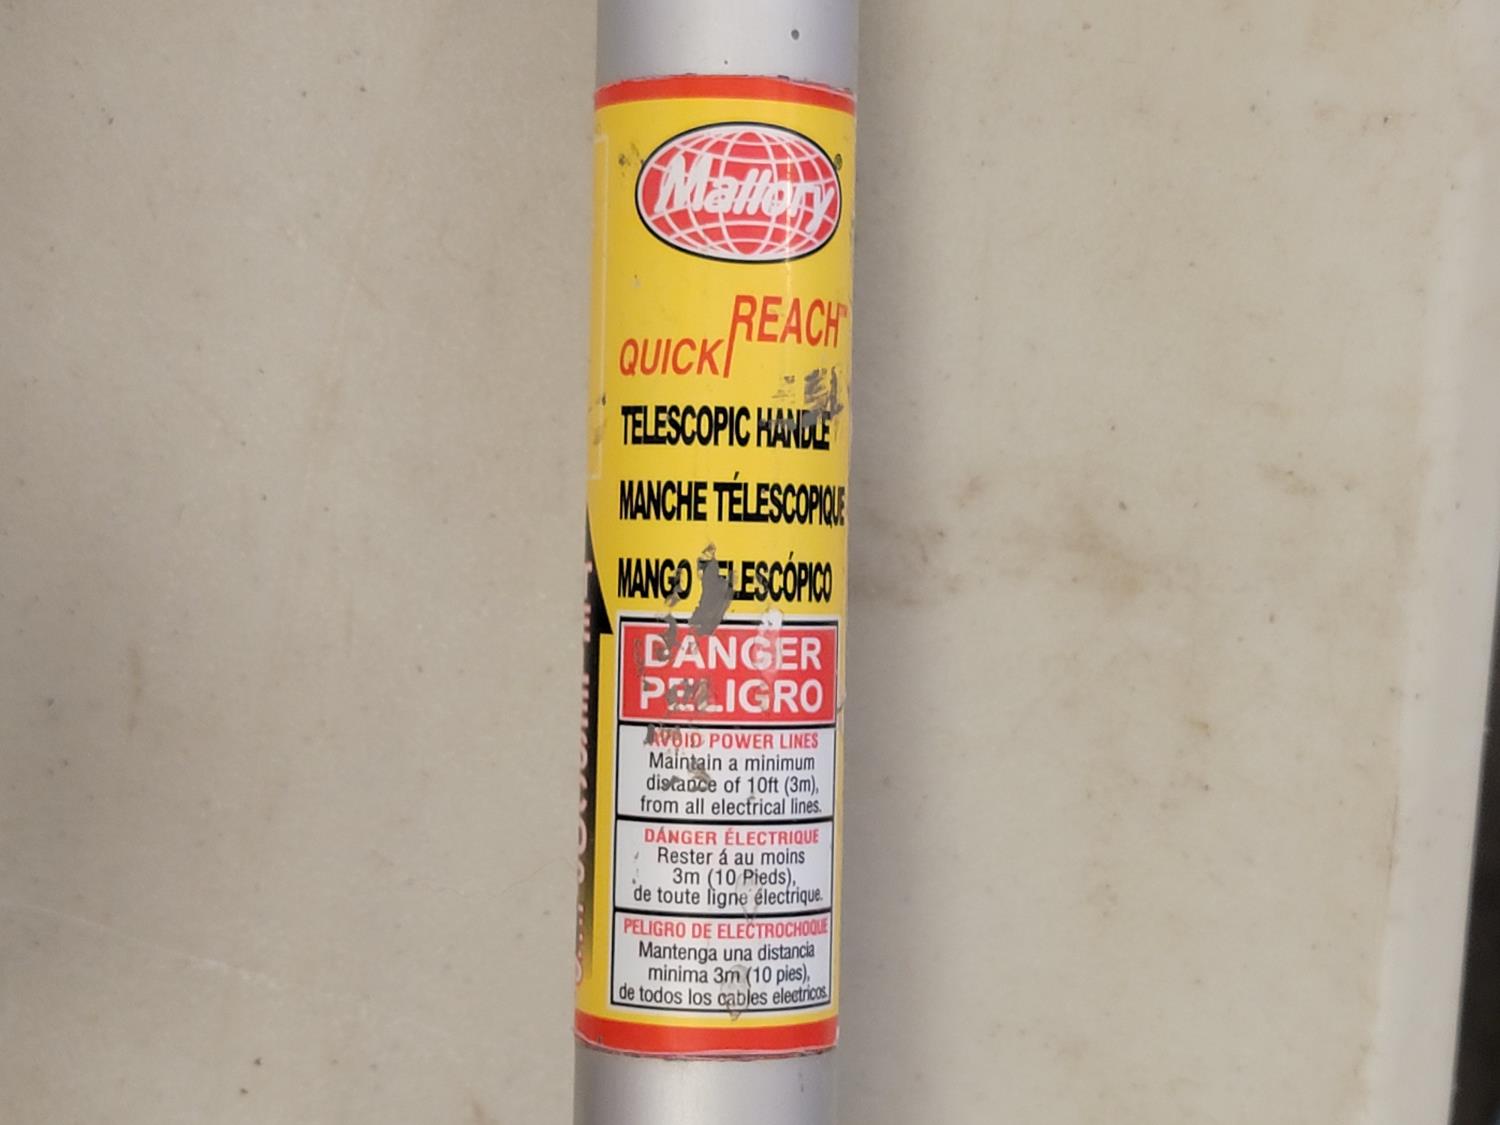 Mallory®
QUICK REACH™
TELESCOPIC HANDLE
MANCHE TÉLESCOPIQUE
MANGO TELESCÓPICO
DANGER
PELIGRO
AVOID POWER LINES
Maintain a minimum
distance of 10ft (3m),
from all electrical lines.
DÁNGER ÉLECTRIQUE
Rester á au moins
3m (10 Pieds),
de toute ligne électrique.
PELIGRO DE ELECTROCHOQUE
Mantenga una distancia
minima 3m (10 pies),
de todos los cables electricos.